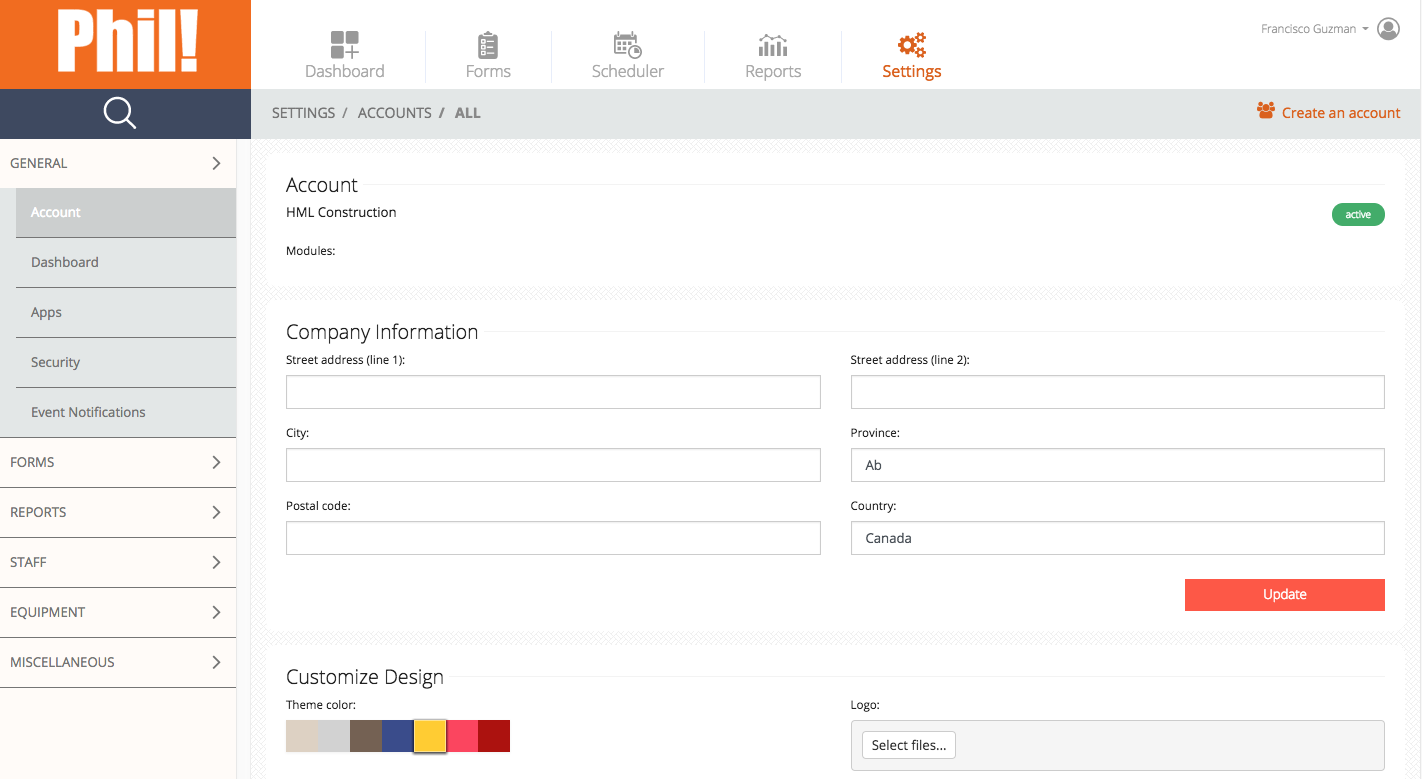 Phil!
Dashboard
Forms
Scheduler
Reports
Settings
Francisco Guzman
SETTINGS / ACCOUNTS / ALL
Create an account
GENERAL
Account
Dashboard
Apps
Security
Event Notifications
FORMS
REPORTS
STAFF
EQUIPMENT
MISCELLANEOUS
Account
HML Construction
active
Modules:
Company Information
Street address (line 1):
Street address (line 2):
City:
Province:
Ab
Postal code:
Country:
Canada
Update
Customize Design
Theme color:
Logo:
Select files...